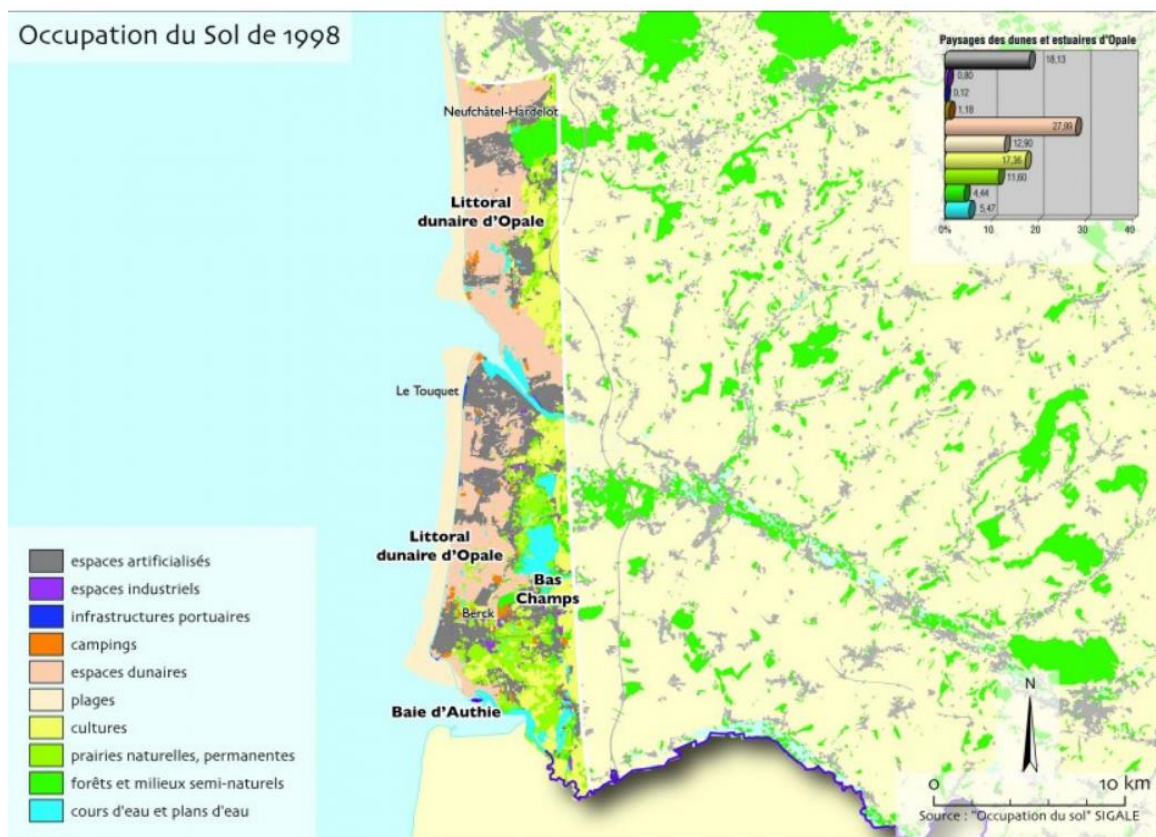 Occupation du Sol de 1998
Paysages des dunes et estuaires d'Opale
18,13
0,80
0,12
1,18
27,99
12,90
17,36
11,60
4,44
5,47
0%
10
20
30
40
Neufchâtel-Hardelot
Littoral
dunaire d'Opale
Le Touquet
Littoral
dunaire d'Opale
Bas
Champs
Berck
Baie d'Authie
espaces artificialisés
espaces industriels
infrastructures portuaires
campings
espaces dunaires
plages
cultures
prairies naturelles, permanentes
forêts et milieux semi-naturels
cours d'eau et plans d'eau
N
0 10 km
Source : "Occupation du sol" SIGALE